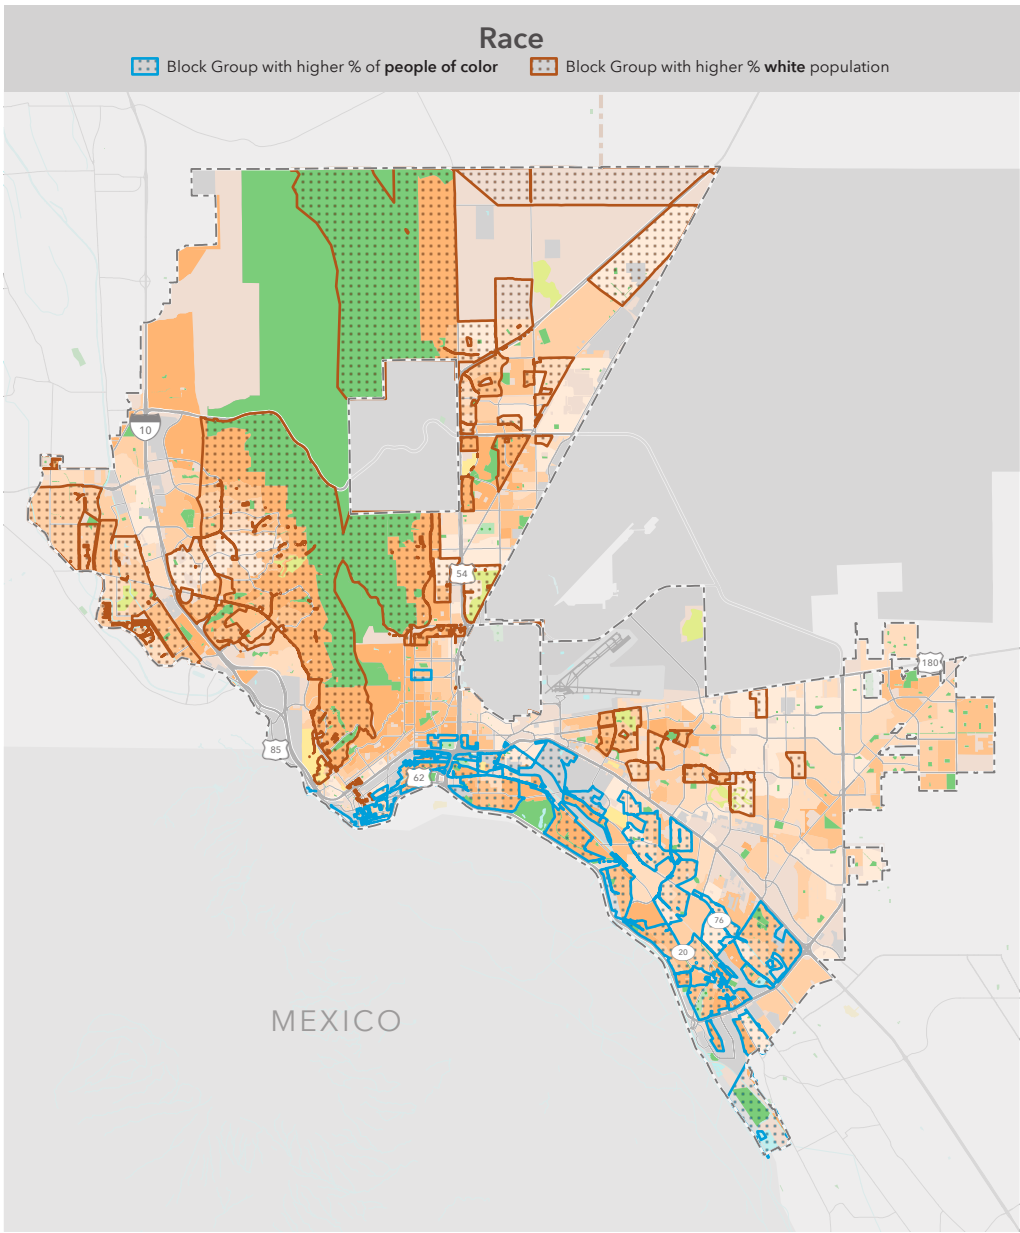 Race
Block Group with higher % of people of color
Block Group with higher % white population
10
54
180
85
62
76
20
MEXICO